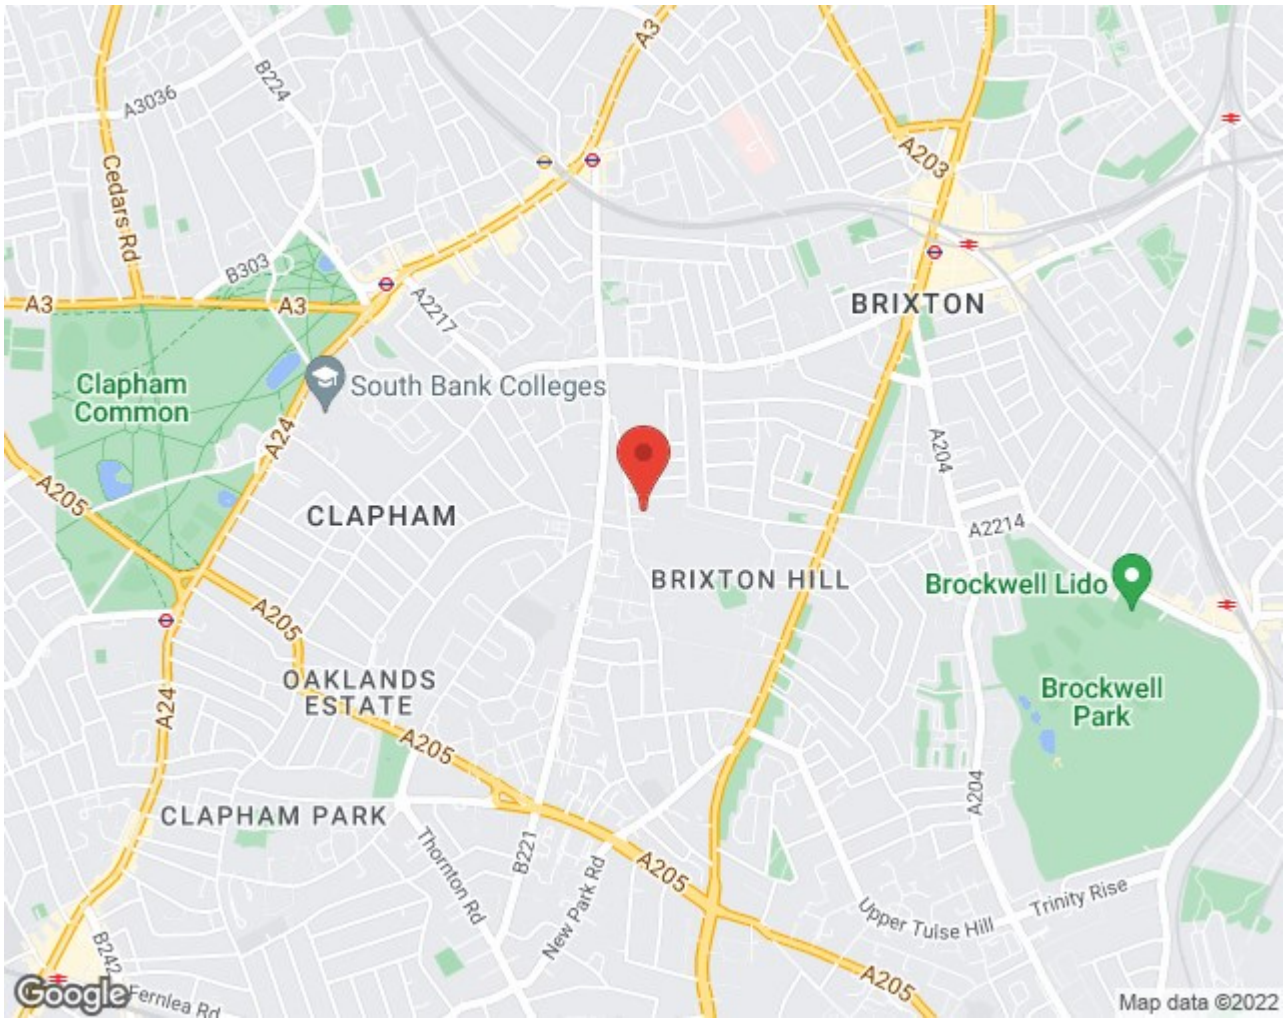 A3
B224
A3036
A203
Cedars Rd
B303
A3
A3
A2217
BRIXTON
Clapham
Common
South Bank Colleges
A24
A204
A205
CLAPHAM
A2214
BRIXTON HILL
Brockwell Lido
A205
OAKLANDS
ESTATE
Brockwell
Park
A24
A205
A204
CLAPHAM PARK
Thornton Rd
B221
New Park Rd
A205
Trinity Rise
Upper Tulse Hill
B242
Fernlea Rd
A205
Google
Map data ©2022